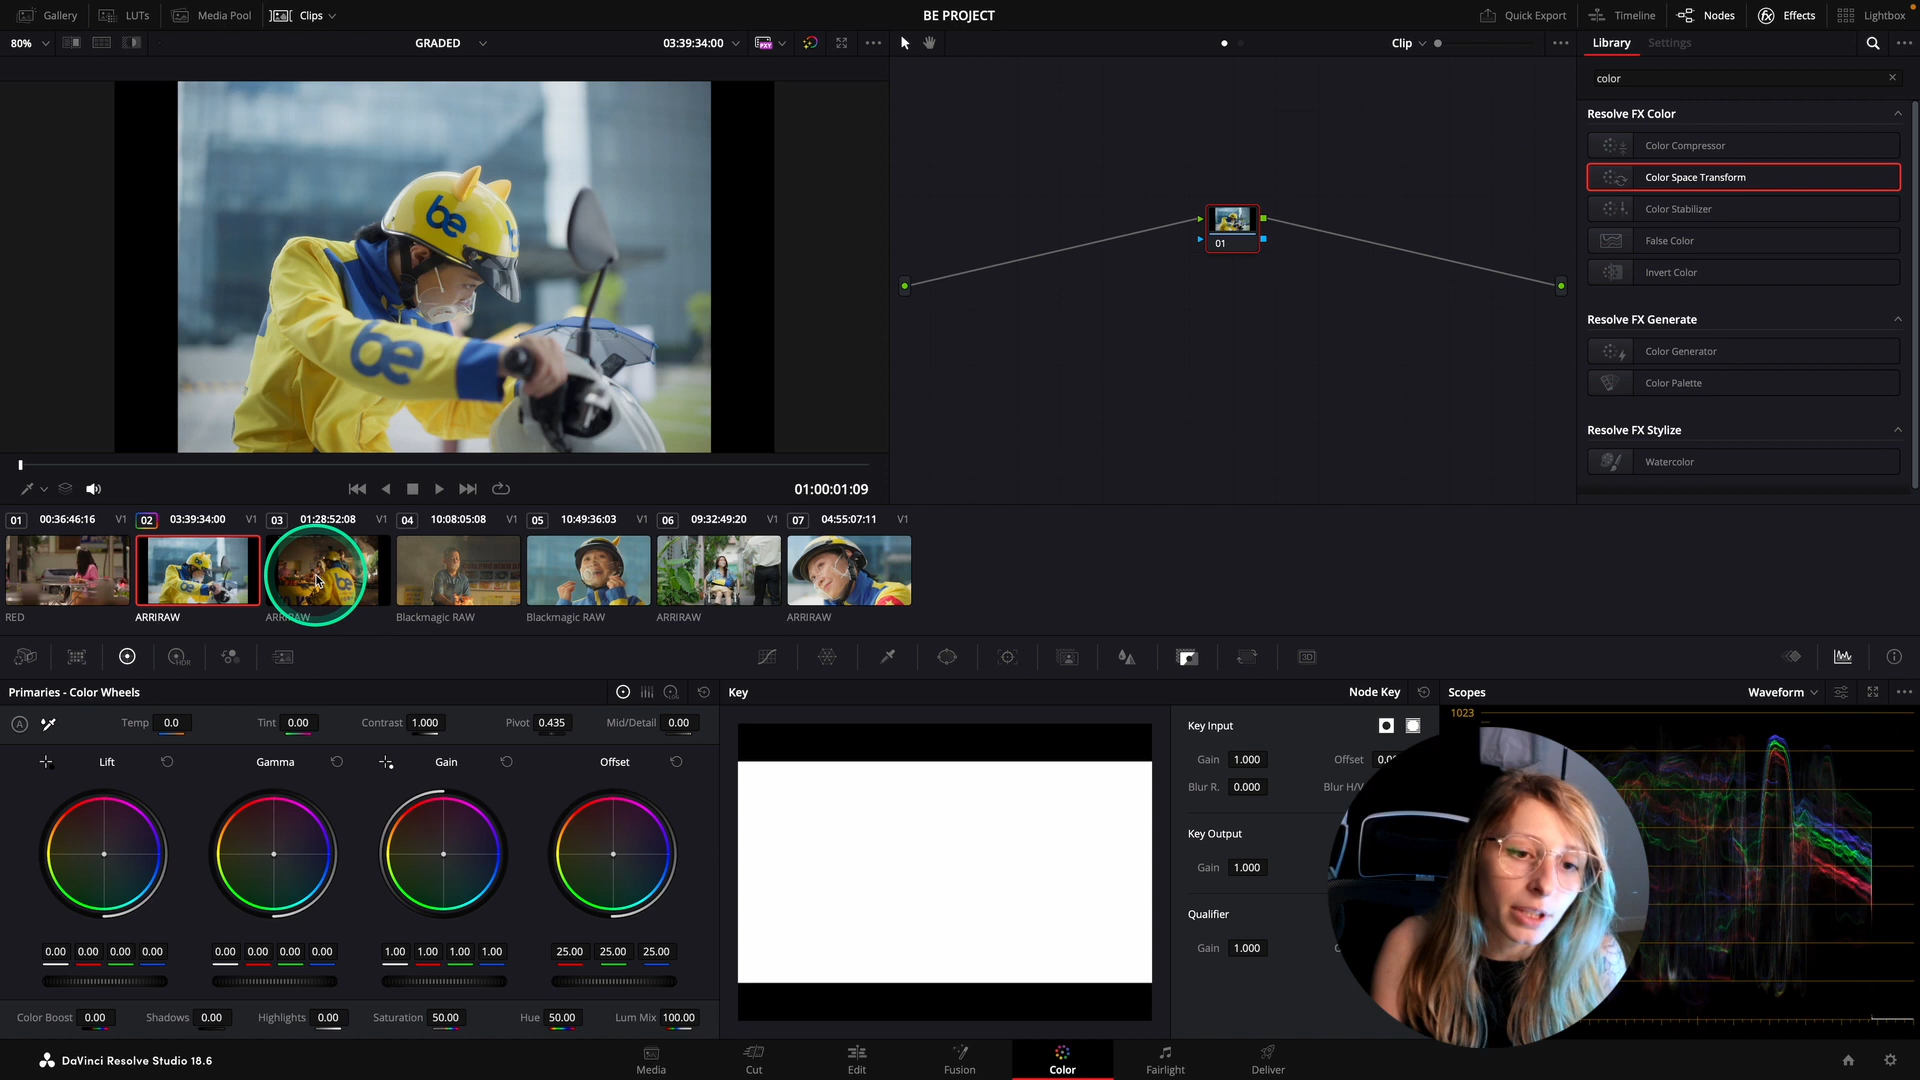 Gallery LUTs Media Pool Clips BE PROJECT Quick Export Timeline Nodes Effects Lightbox
80% GRADED 03:39:34:00 Clip Library Settings
color
Resolve FX Color
Color Compressor
Color Space Transform
Color Stabilizer
False Color
Invert Color
Resolve FX Generate
Color Generator
Color Palette
Resolve FX Stylize
Watercolor
be
be
01
01:00:01:09
01 00:36:46:16 V1 02 03:39:34:00 V1 03 01:28:52:08 V1 04 10:08:05:08 V1 05 10:49:36:03 V1 06 09:32:49:20 V1 07 04:55:07:11 V1
RED ARRIRAW ARRIRAW Blackmagic RAW Blackmagic RAW ARRIRAW ARRIRAW
HDR 3D
Primaries - Color Wheels LOG Key Node Key Scopes Waveform
A Temp 0.0 Tint 0.00 Contrast 1.000 Pivot 0.435 Mid/Detail 0.00
Lift Gamma Gain Offset
0.00 0.00 0.00 0.00 0.00 0.00 0.00 0.00 1.00 1.00 1.00 1.00 25.00 25.00 25.00
Color Boost 0.00 Shadows 0.00 Highlights 0.00 Saturation 50.00 Hue 50.00 Lum Mix 100.00
Key Input
Gain 1.000 Offset
Blur R. 0.000 Blur H/V
Key Output
Gain 1.000
Qualifier
Gain 1.000
1023
DaVinci Resolve Studio 18.6 Media Cut Edit Fusion Color Fairlight Deliver